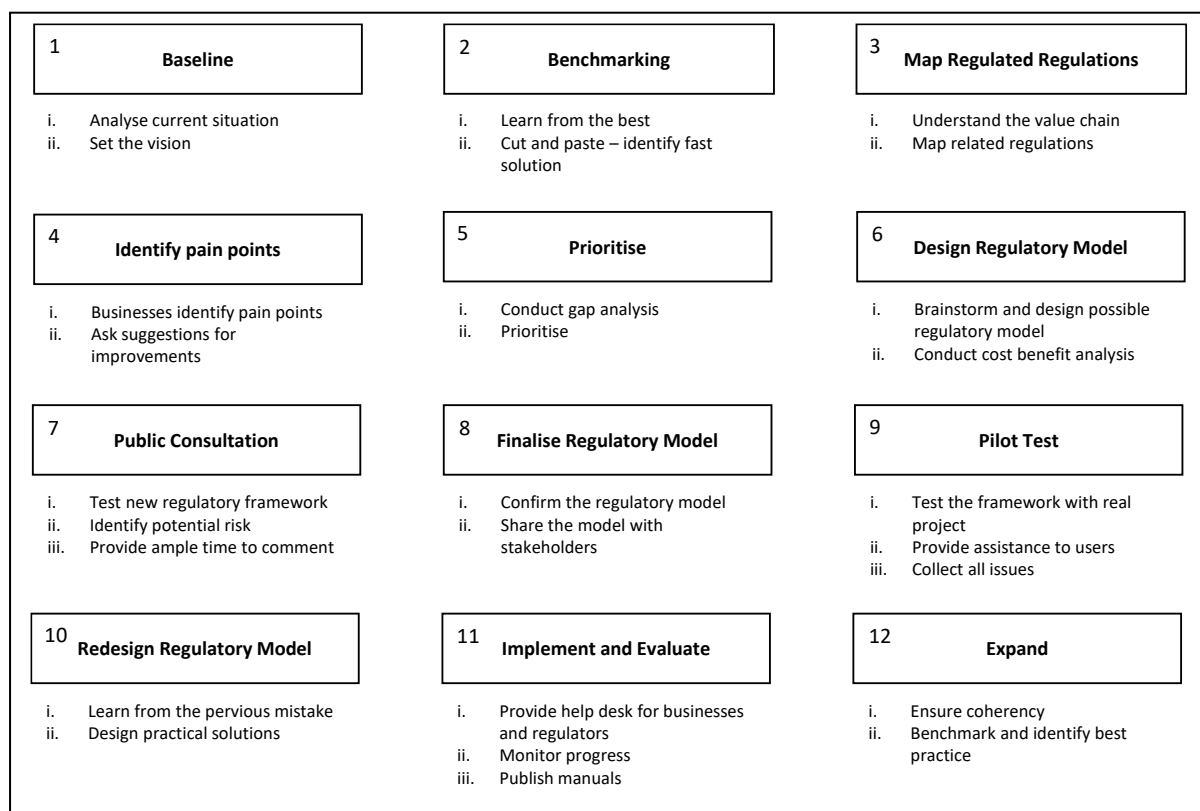 1
Baseline
i. Analyse current situation
ii. Set the vision
2
Benchmarking
i. Learn from the best
ii. Cut and paste – identify fast
solution
3
Map Regulated Regulations
i. Understand the value chain
ii. Map related regulations
4
Identify pain points
i. Businesses identify pain points
ii. Ask suggestions for
improvements
5
Prioritise
i. Conduct gap analysis
ii. Prioritise
6
Design Regulatory Model
i. Brainstorm and design possible
regulatory model
ii. Conduct cost benefit analysis
7
Public Consultation
i. Test new regulatory framework
ii. Identify potential risk
iii. Provide ample time to comment
8
Finalise Regulatory Model
i. Confirm the regulatory model
ii. Share the model with
stakeholders
9
Pilot Test
i. Test the framework with real
project
ii. Provide assistance to users
iii. Collect all issues
10
Redesign Regulatory Model
i. Learn from the pervious mistake
ii. Design practical solutions
11
Implement and Evaluate
i. Provide help desk for businesses
and regulators
ii. Monitor progress
iii. Publish manuals
12
Expand
i. Ensure coherency
ii. Benchmark and identify best
practice